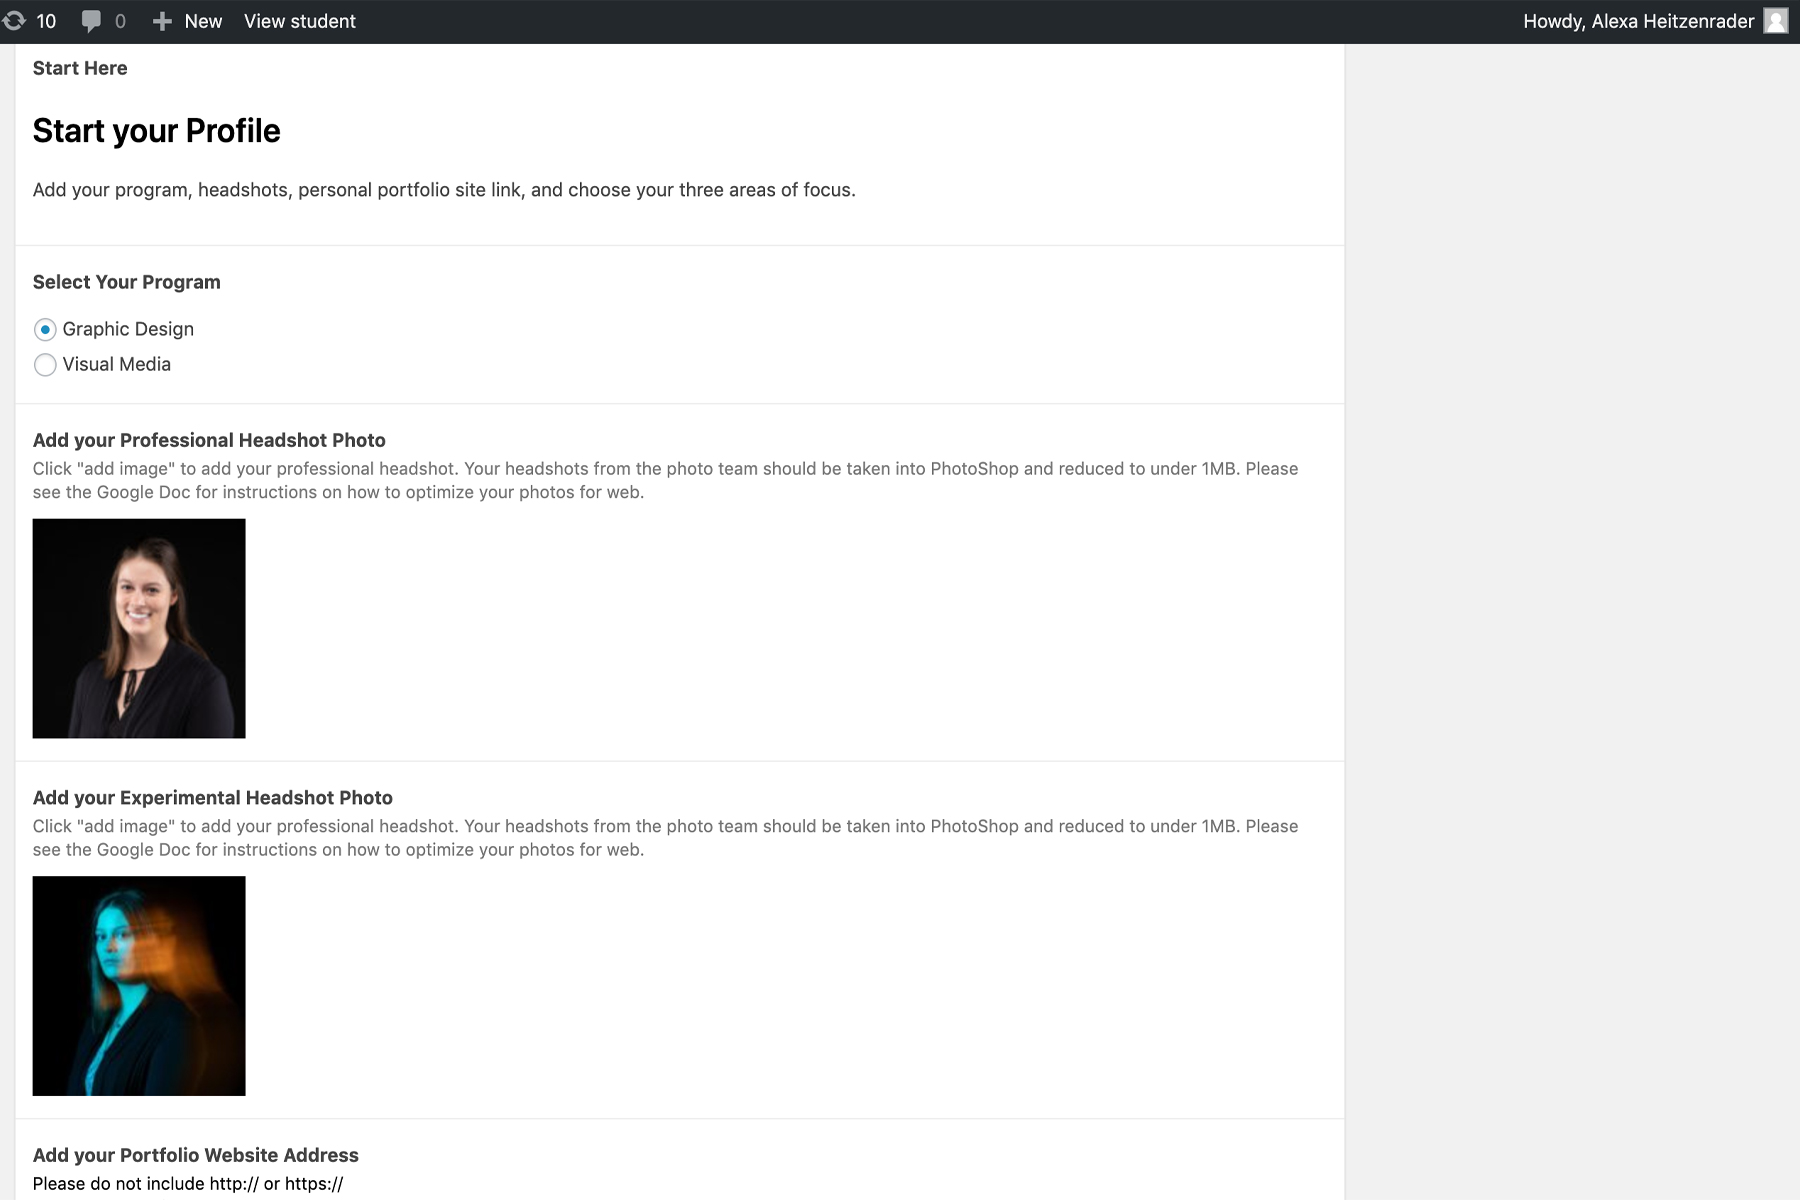 10 0 New View student Howdy, Alexa Heitzenrader
Start Here
Start your Profile
Add your program, headshots, personal portfolio site link, and choose your three areas of focus.
Select Your Program
Graphic Design
Visual Media
Add your Professional Headshot Photo
Click "add image" to add your professional headshot. Your headshots from the photo team should be taken into PhotoShop and reduced to under 1MB. Please
see the Google Doc for instructions on how to optimize your photos for web.
Add your Experimental Headshot Photo
Click "add image" to add your professional headshot. Your headshots from the photo team should be taken into PhotoShop and reduced to under 1MB. Please
see the Google Doc for instructions on how to optimize your photos for web.
Add your Portfolio Website Address
Please do not include http:// or https://